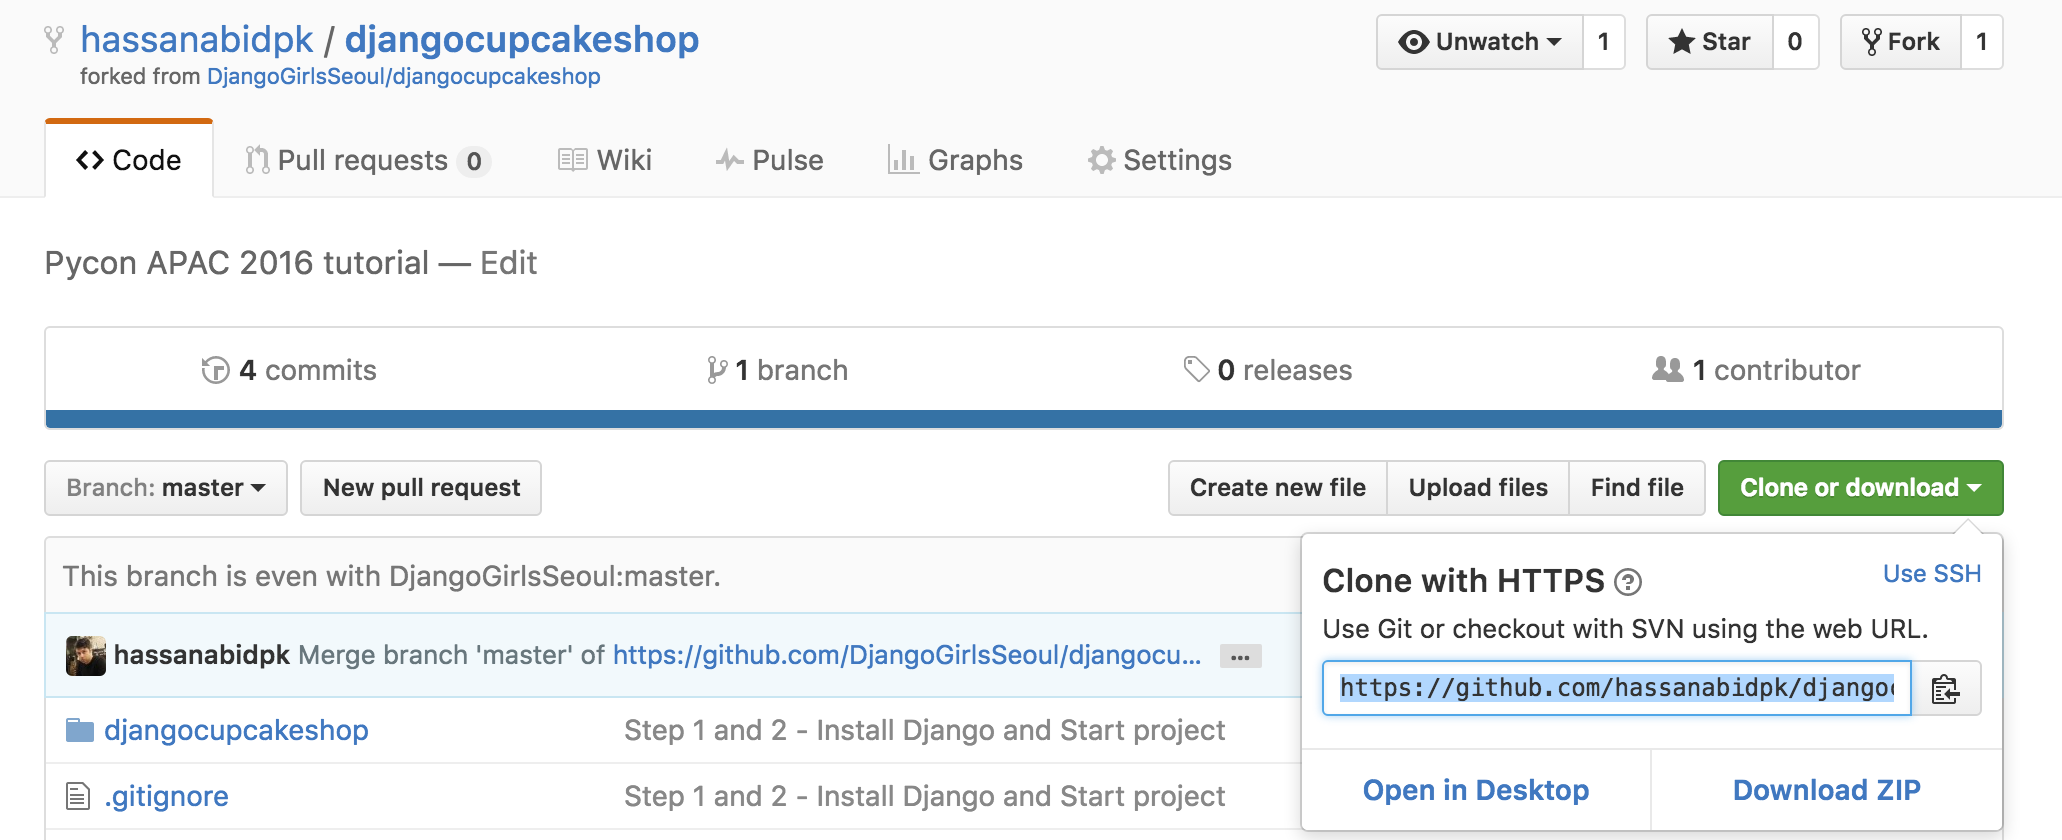 hassanabidpk / djangocupcakeshop
forked from DjangoGirlsSeoul/djangocupcakeshop
Unwatch 1 Star 0 Fork 1
Code Pull requests 0 Wiki Pulse Graphs Settings
Pycon APAC 2016 tutorial — Edit
4 commits 1 branch 0 releases 1 contributor
Branch: master New pull request Create new file Upload files Find file Clone or download
This branch is even with DjangoGirlsSeoul:master.
hassanabidpk Merge branch 'master' of https://github.com/DjangoGirlsSeoul/djangocu... ...
djangocupcakeshop Step 1 and 2 - Install Django and Start project
.gitignore Step 1 and 2 - Install Django and Start project
Clone with HTTPS ? Use SSH
Use Git or checkout with SVN using the web URL.
https://github.com/hassanabidpk/djangoc
Open in Desktop Download ZIP